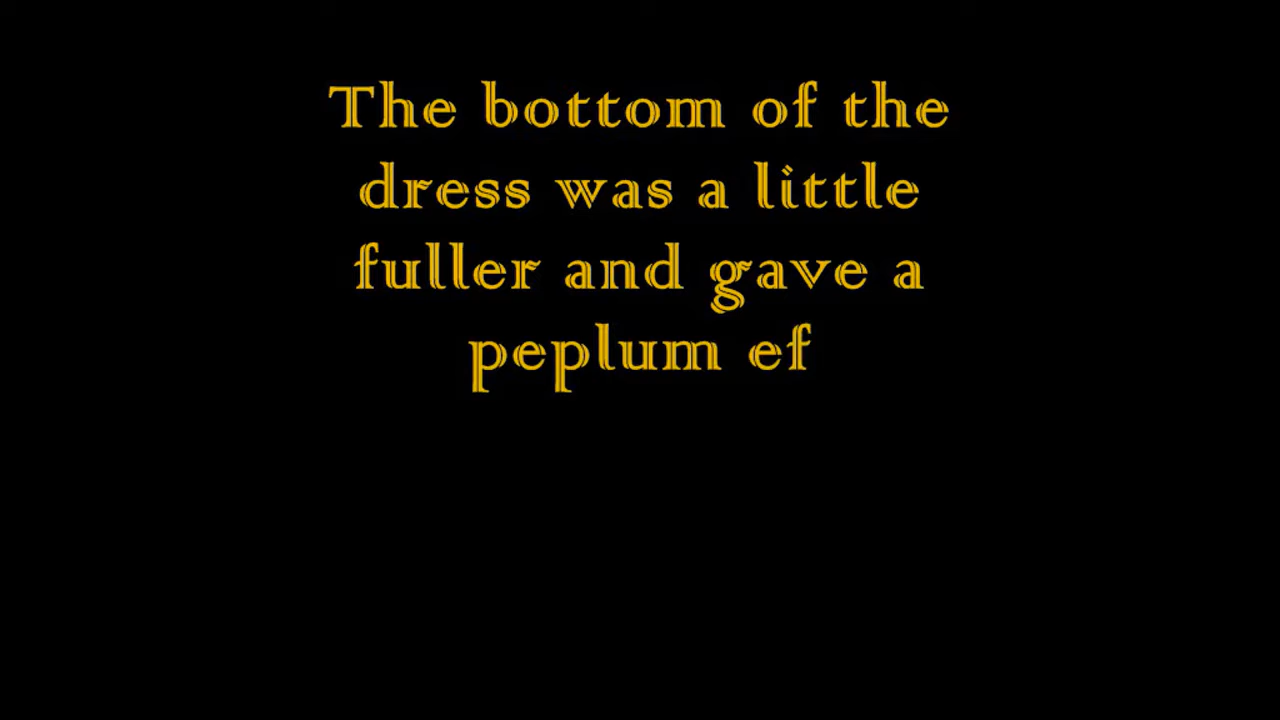 The bottom of the
dress was a little
fuller and gave a
peplum ef